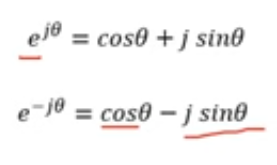 e^{jθ} = cosθ + j sinθ
e^{-jθ} = cosθ − j sinθ